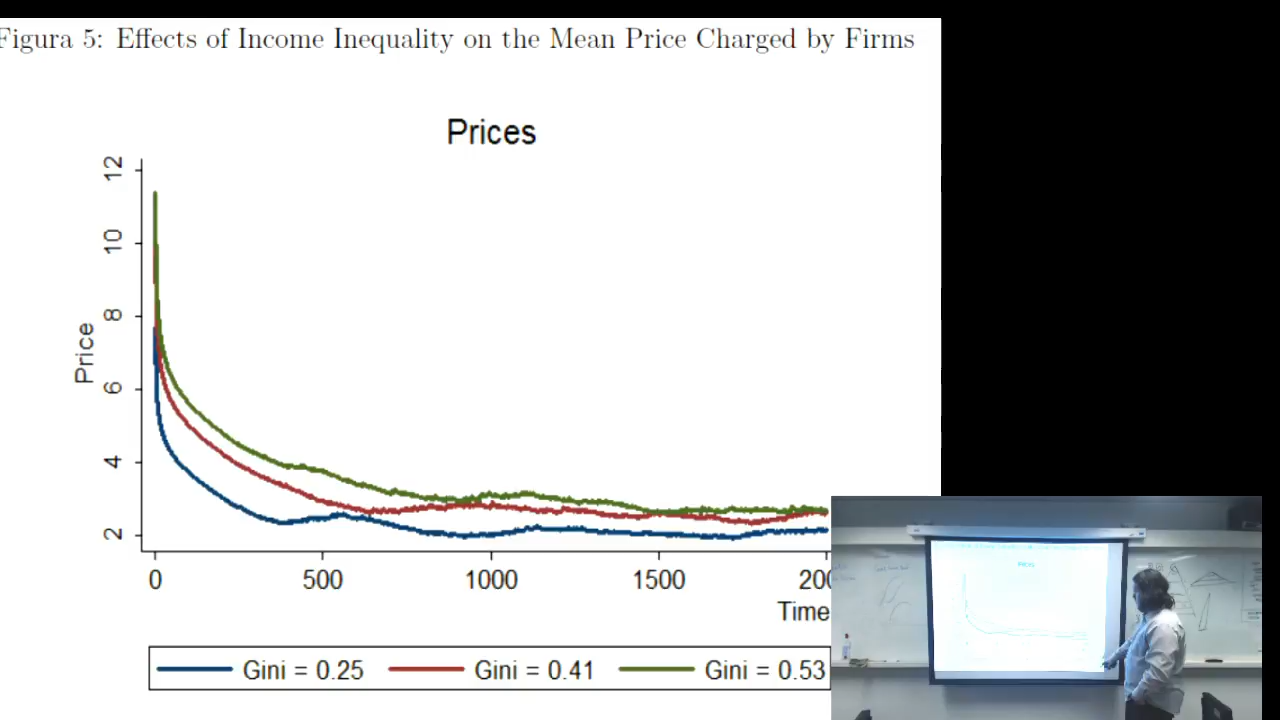 Figura 5: Effects of Income Inequality on the Mean Price Charged by Firms
Prices
12
10
8
6
4
2
Price
0 500 1000 1500 200
Time
Gini = 0.25 Gini = 0.41 Gini = 0.53